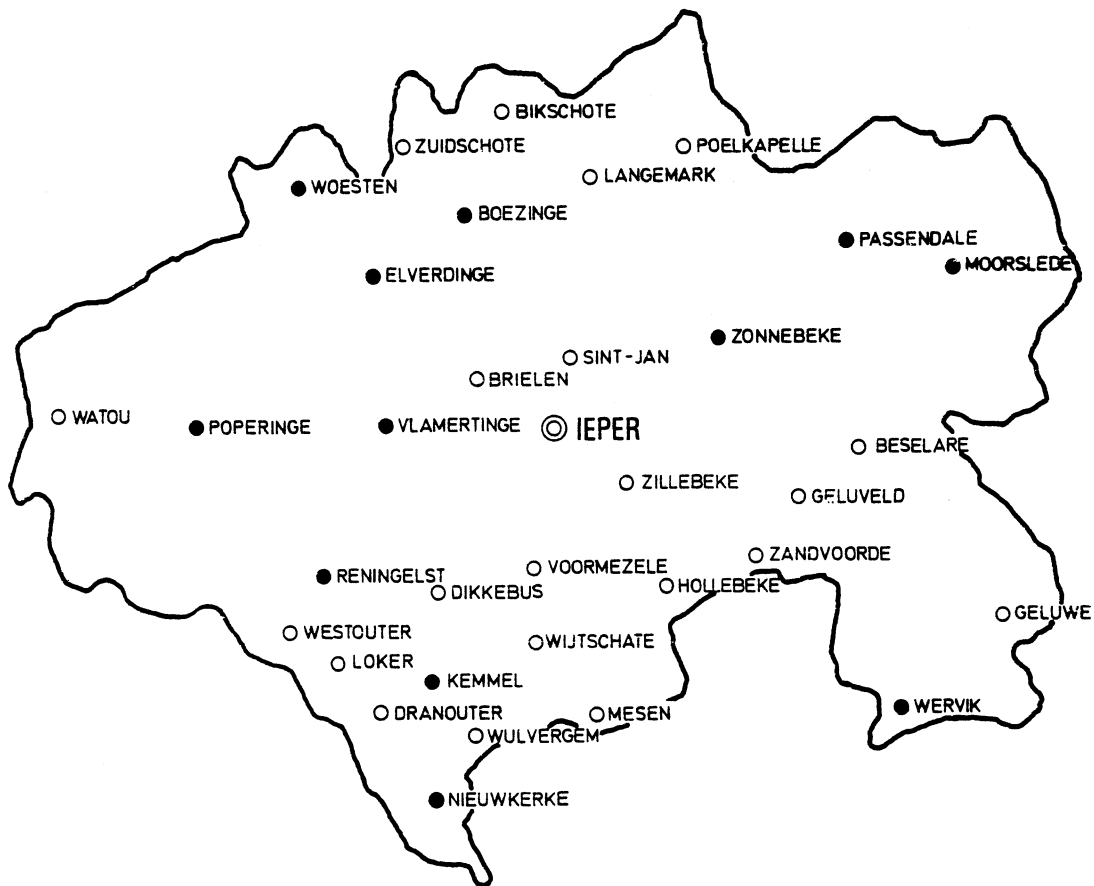 BIKSCHOTE
ZUIDSCHOTE
POELKAPELLE
LANGEMARK
WOESTEN
BOEZINGE
PASSENDALE
MOORSLEDE
ELVERDINGE
ZONNEBEKE
SINT-JAN
BRIELEN
WATOU
POPERINGE
VLAMERTINGE
IEPER
BESELARE
ZILLEBEKE
GELUVELD
ZANDVOORDE
VOORMEZELE
RENINGELST
DIKKEBUS
HOLLEBEKE
GELUWE
WESTOUTER
WIJTSCHATE
LOKER
KEMMEL
WERVIK
DRANOUTER
MESEN
WULVERGEM
NIEUWKERKE